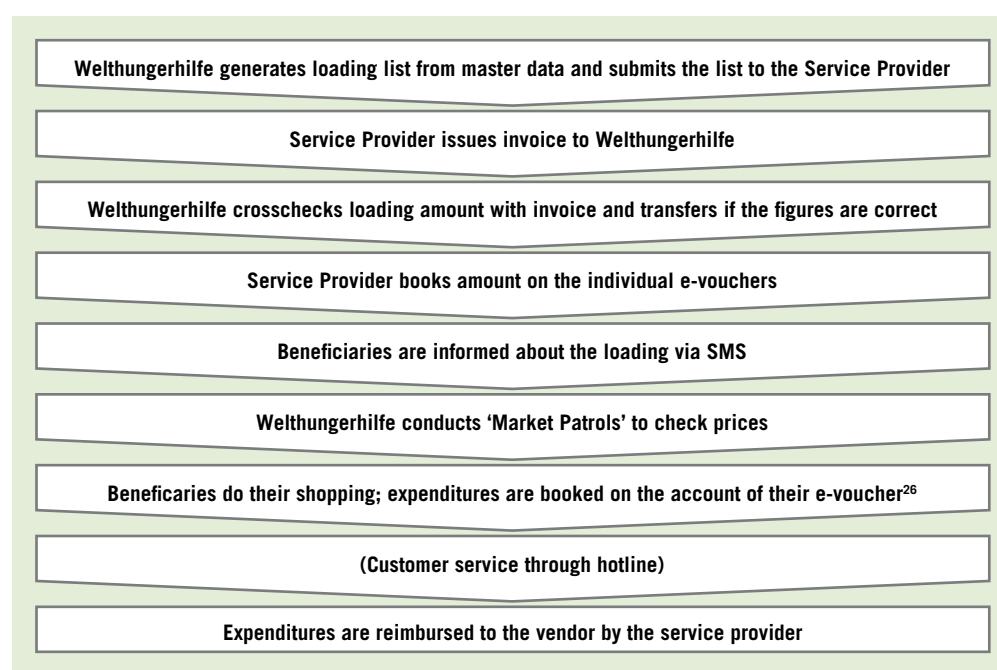 Welthungerhilfe generates loading list from master data and submits the list to the Service Provider
Service Provider issues invoice to Welthungerhilfe
Welthungerhilfe crosschecks loading amount with invoice and transfers if the figures are correct
Service Provider books amount on the individual e-vouchers
Beneficiaries are informed about the loading via SMS
Welthungerhilfe conducts ‘Market Patrols’ to check prices
Beneficaries do their shopping; expenditures are booked on the account of their e-voucher²⁶
(Customer service through hotline)
Expenditures are reimbursed to the vendor by the service provider